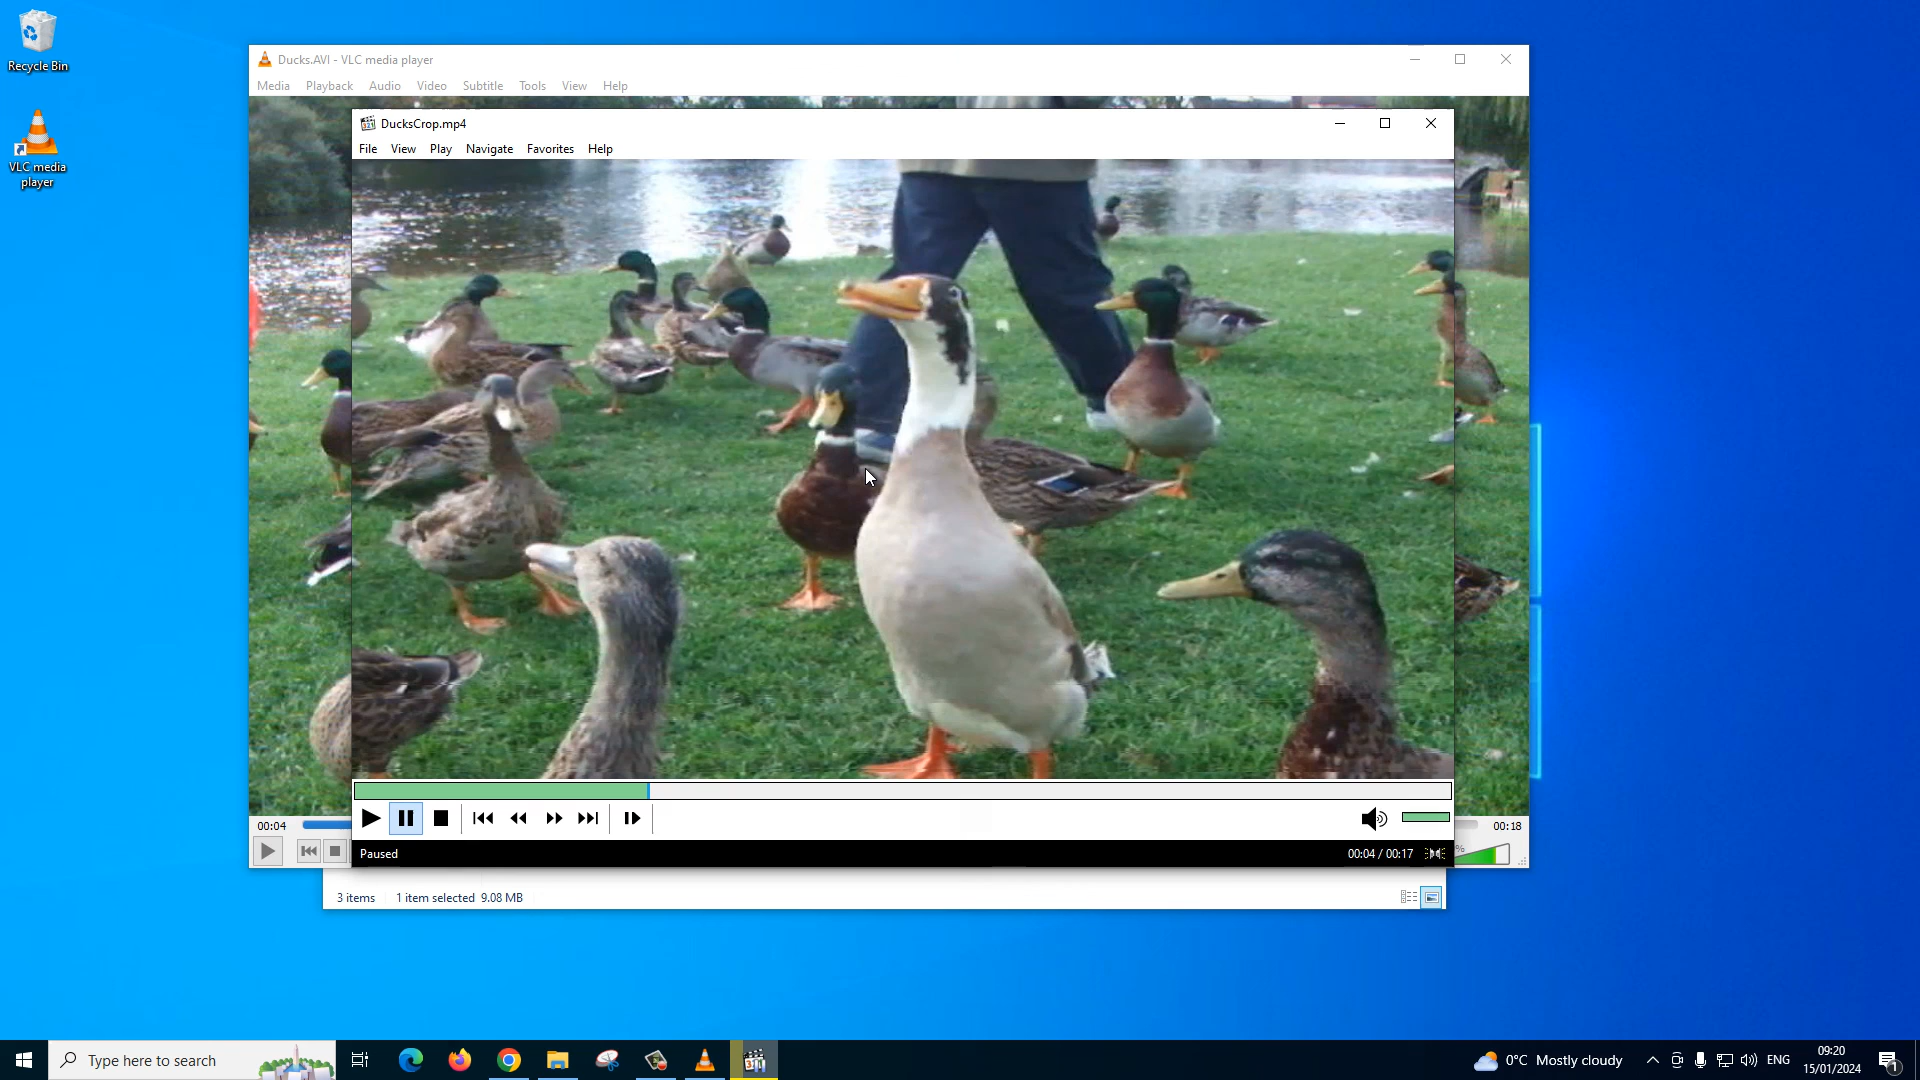 Recycle Bin
VLC media
player
Ducks.AVI - VLC media player
Media Playback Audio Video Subtitle Tools View Help
DucksCrop.mp4
File View Play Navigate Favorites Help
00:04
00:18
%
Paused
00:04 / 00:17
3 items 1 item selected 9.08 MB
Type here to search
0°C Mostly cloudy
ENG
09:20
15/01/2024
1